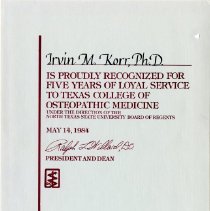 Irvin M. Korr, Ph.D.
IS PROUDLY RECOGNIZED FOR
FIVE YEARS OF LOYAL SERVICE
TO TEXAS COLLEGE OF
OSTEOPATHIC MEDICINE
UNDER THE DIRECTION OF THE
NORTH TEXAS STATE UNIVERSITY BOARD OF REGENTS
MAY 14, 1984
PRESIDENT AND DEAN